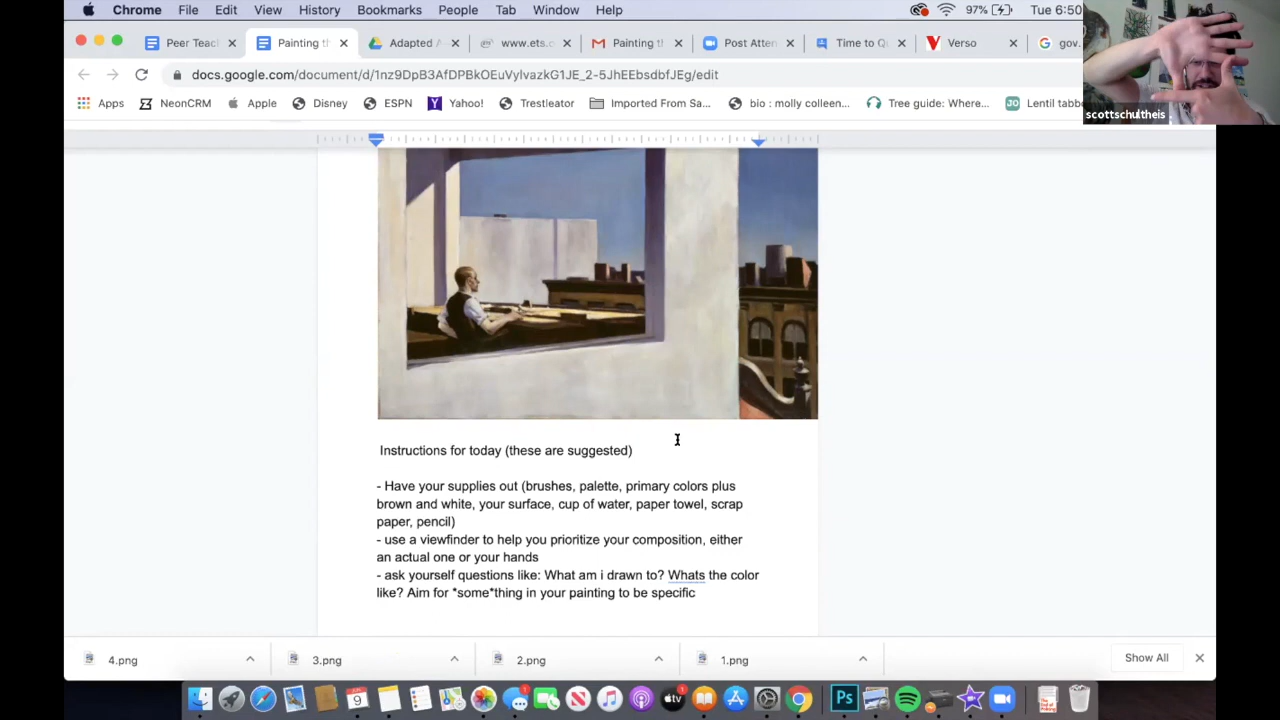 Chrome File Edit View History Bookmarks People Tab Window Help 97% Tue 6:50
Peer Teac Painting th Adapted A www.ets.c Painting t Post Atten Time to Q Verso gov.
docs.google.com/document/d/1nz9DpB3AfDPBkOEuVylvazkG1JE_2-5JhEEbsdbfJEg/edit
Apps NeonCRM Apple Disney ESPN Yahoo! Trestleator Imported From Sa... bio : molly colleen... Tree guide: Where... Lentil tabbo
scottschultheis
Instructions for today (these are suggested)
- Have your supplies out (brushes, palette, primary colors plus
brown and white, your surface, cup of water, paper towel, scrap
paper, pencil)
- use a viewfinder to help you prioritize your composition, either
an actual one or your hands
- ask yourself questions like: What am i drawn to? Whats the color
like? Aim for *some*thing in your painting to be specific
4.png 3.png 2.png 1.png Show All